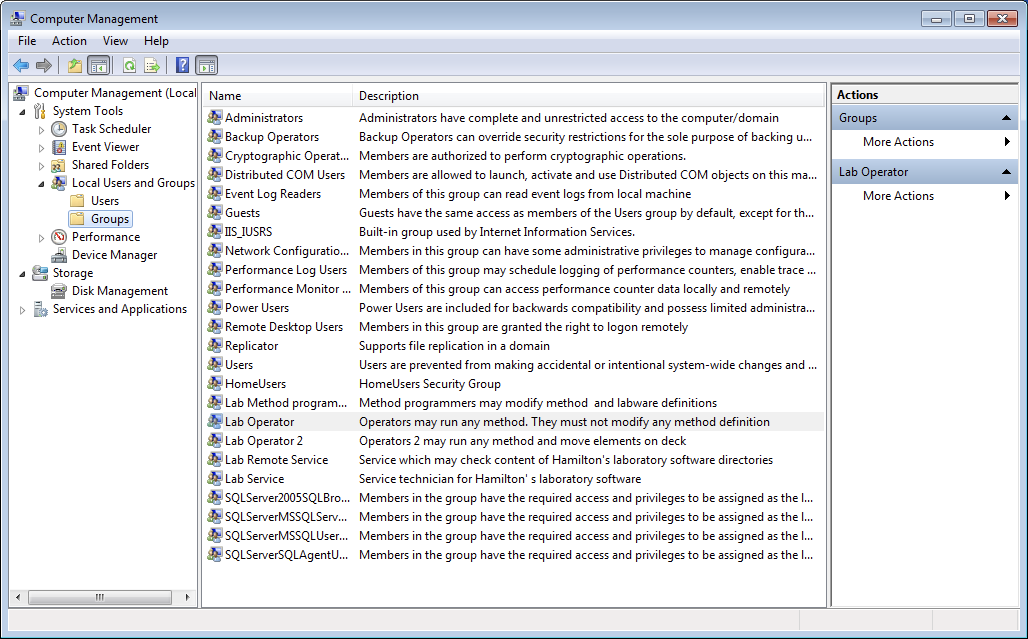 Computer Management
File Action View Help
Computer Management (Local
System Tools
Task Scheduler
Event Viewer
Shared Folders
Local Users and Groups
Users
Groups
Performance
Device Manager
Storage
Disk Management
Services and Applications
Name Description
Administrators Administrators have complete and unrestricted access to the computer/domain
Backup Operators Backup Operators can override security restrictions for the sole purpose of backing u...
Cryptographic Operat... Members are authorized to perform cryptographic operations.
Distributed COM Users Members are allowed to launch, activate and use Distributed COM objects on this ma...
Event Log Readers Members of this group can read event logs from local machine
Guests Guests have the same access as members of the Users group by default, except for th...
IIS_IUSRS Built-in group used by Internet Information Services.
Network Configuratio... Members in this group can have some administrative privileges to manage configura...
Performance Log Users Members of this group may schedule logging of performance counters, enable trace ...
Performance Monitor ... Members of this group can access performance counter data locally and remotely
Power Users Power Users are included for backwards compatibility and possess limited administra...
Remote Desktop Users Members in this group are granted the right to logon remotely
Replicator Supports file replication in a domain
Users Users are prevented from making accidental or intentional system-wide changes and ...
HomeUsers HomeUsers Security Group
Lab Method program... Method programmers may modify method and labware definitions
Lab Operator Operators may run any method. They must not modify any method definition
Lab Operator 2 Operators 2 may run any method and move elements on deck
Lab Remote Service Service which may check content of Hamilton's laboratory software directories
Lab Service Service technician for Hamilton' s laboratory software
SQLServer2005SQLBro... Members in the group have the required access and privileges to be assigned as the l...
SQLServerMSSQLServ... Members in the group have the required access and privileges to be assigned as the l...
SQLServerMSSQLUser... Members in the group have the required access and privileges to be assigned as the l...
SQLServerSQLAgentU... Members in the group have the required access and privileges to be assigned as the l...
Actions
Groups
More Actions
Lab Operator
More Actions